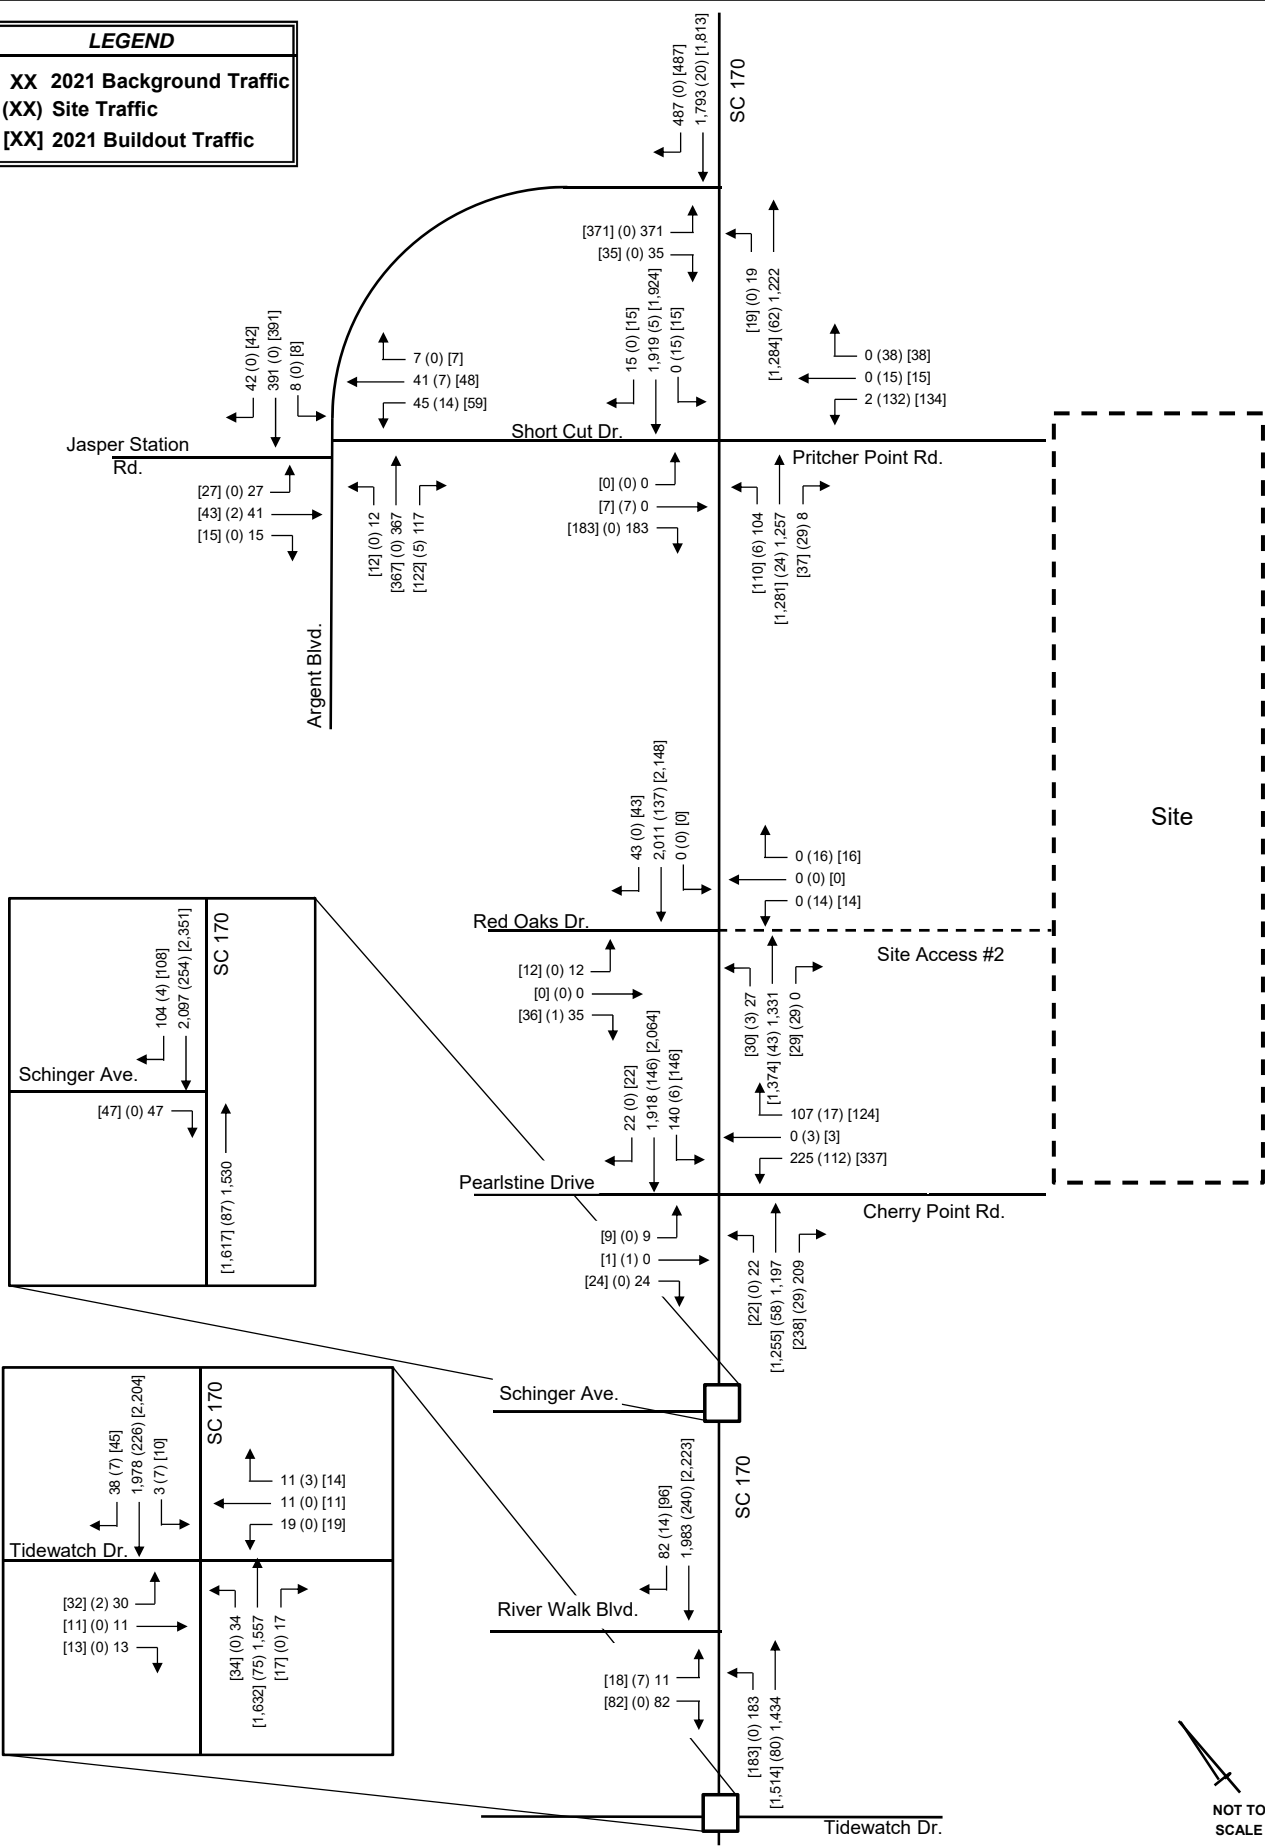 LEGEND
XX 2021 Background Traffic
(XX) Site Traffic
[XX] 2021 Buildout Traffic
487 (0) [487]
1,793 (20) [1,813]
SC 170
[371] (0) 371
[35] (0) 35
[19] (0) 19
[1,284] (62) 1,222
42 (0) [42]
391 (0) [391]
8 (0) [8]
7 (0) [7]
41 (7) [48]
45 (14) [59]
15 (0) [15]
1,919 (5) [1,924]
0 (15) [15]
0 (38) [38]
0 (15) [15]
2 (132) [134]
Jasper Station
Rd.
Short Cut Dr.
Pritcher Point Rd.
[27] (0) 27
[43] (2) 41
[15] (0) 15
[12] (0) 12
[367] (0) 367
[122] (5) 117
[0] (0) 0
[7] (7) 0
[183] (0) 183
[110] (6) 104
[1,281] (24) 1,257
[37] (29) 8
Argent Blvd.
Site
43 (0) [43]
2,011 (137) [2,148]
0 (0) [0]
0 (16) [16]
0 (0) [0]
0 (14) [14]
Red Oaks Dr.
Site Access #2
[12] (0) 12
[0] (0) 0
[36] (1) 35
[30] (3) 27
[1,374] (43) 1,331
[29] (29) 0
104 (4) [108]
2,097 (254) [2,351]
SC 170
Schinger Ave.
[47] (0) 47
[1,617] (87) 1,530
22 (0) [22]
1,918 (146) [2,064]
140 (6) [146]
107 (17) [124]
0 (3) [3]
225 (112) [337]
Pearlstine Drive
Cherry Point Rd.
[9] (0) 9
[1] (1) 0
[24] (0) 24
[22] (0) 22
[1,255] (58) 1,197
[238] (29) 209
Schinger Ave.
38 (7) [45]
1,978 (226) [2,204]
3 (7) [10]
SC 170
11 (3) [14]
11 (0) [11]
19 (0) [19]
Tidewatch Dr.
[32] (2) 30
[11] (0) 11
[13] (0) 13
[34] (0) 34
[1,632] (75) 1,557
[17] (0) 17
82 (14) [96]
1,983 (240) [2,223]
SC 170
River Walk Blvd.
[18] (7) 11
[82] (0) 82
[183] (0) 183
[1,514] (80) 1,434
Tidewatch Dr.
NOT TO
SCALE